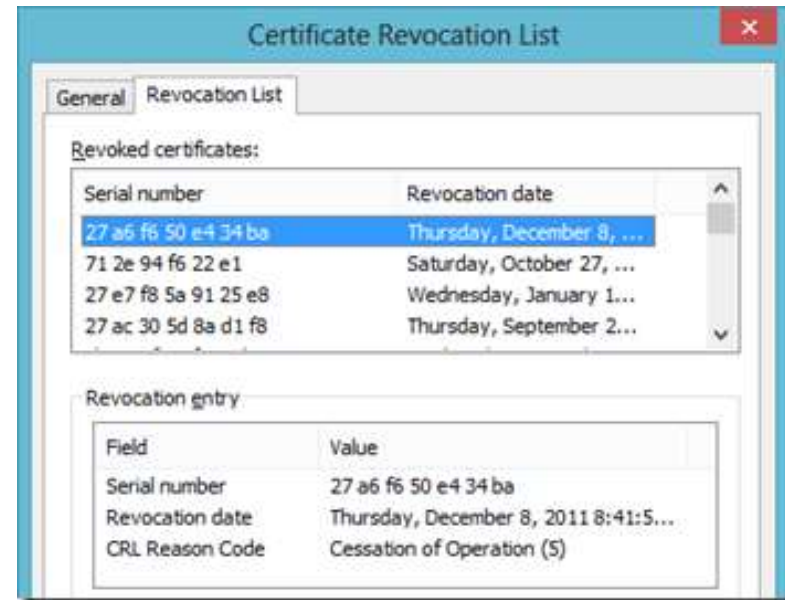 Certificate Revocation List
General Revocation List
Revoked certificates:
Serial number Revocation date
27 a6 f6 50 e4 34 ba Thursday, December 8, ...
71 2e 94 f6 22 e1 Saturday, October 27, ...
27 e7 f8 5a 91 25 e8 Wednesday, January 1...
27 ac 30 5d 8a d1 f8 Thursday, September 2...
Revocation entry
Field Value
Serial number 27 a6 f6 50 e4 34 ba
Revocation date Thursday, December 8, 2011 8:41:5...
CRL Reason Code Cessation of Operation (5)